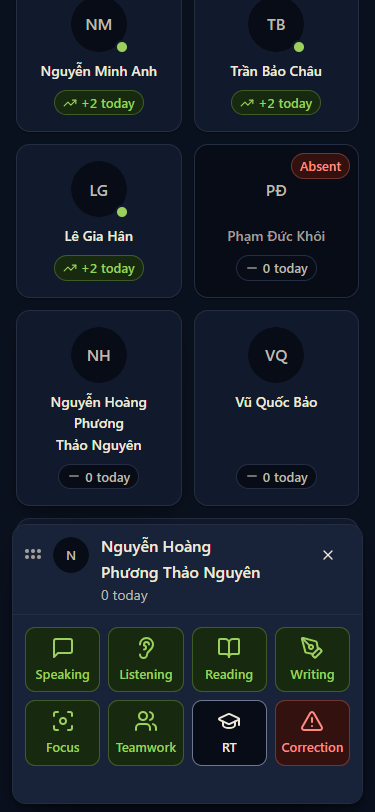 NM
TB
Nguyễn Minh Anh
Trần Bảo Châu
+2 today
+2 today
LG
Absent
PĐ
Lê Gia Hân
Phạm Đức Khôi
+2 today
0 today
NH
VQ
Nguyễn Hoàng
Phương
Thảo Nguyên
Vũ Quốc Bảo
0 today
0 today
N
Nguyễn Hoàng
Phương Thảo Nguyên
0 today
Speaking
Listening
Reading
Writing
Focus
Teamwork
RT
Correction